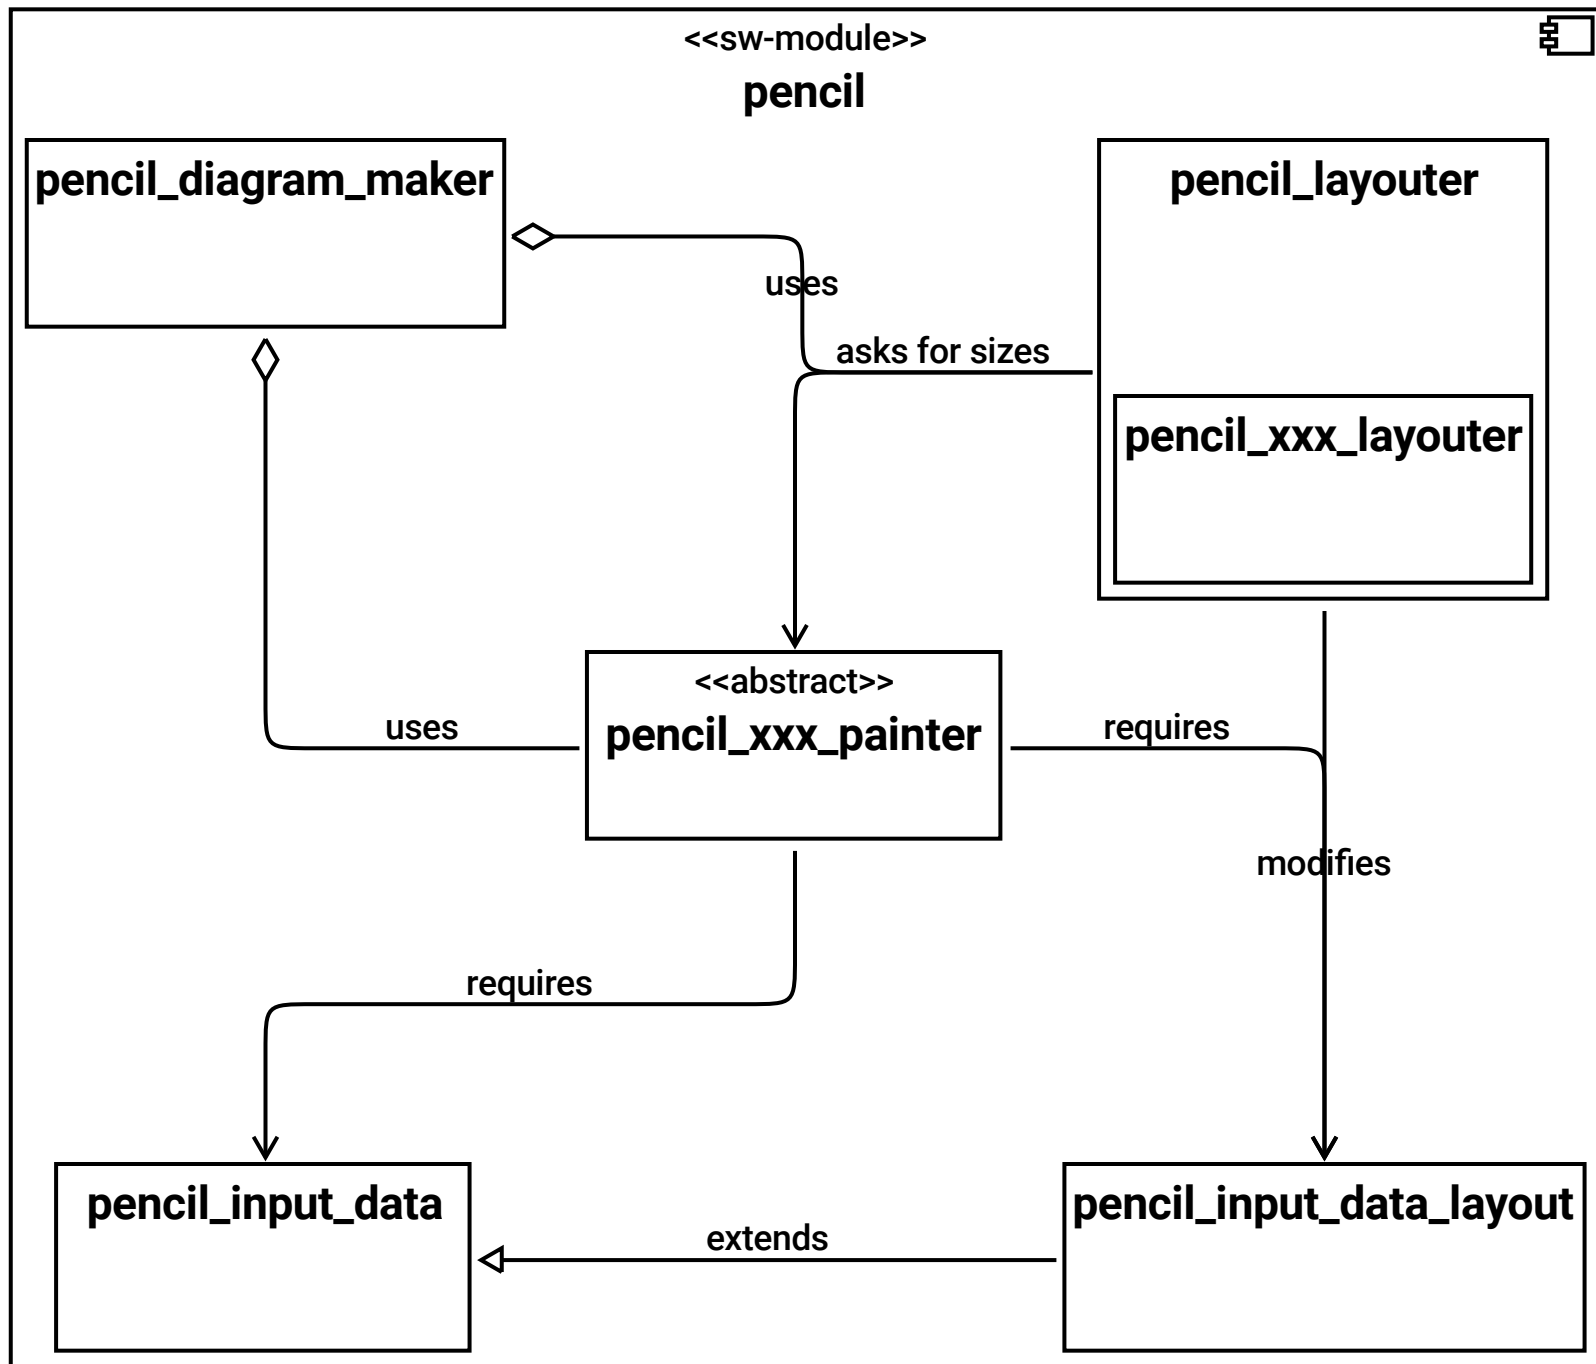 <<sw-module>>
pencil
pencil_diagram_maker
pencil_layouter
uses
asks for sizes
pencil_xxx_layouter
<<abstract>>
pencil_xxx_painter
uses
requires
modifies
requires
pencil_input_data
pencil_input_data_layout
extends